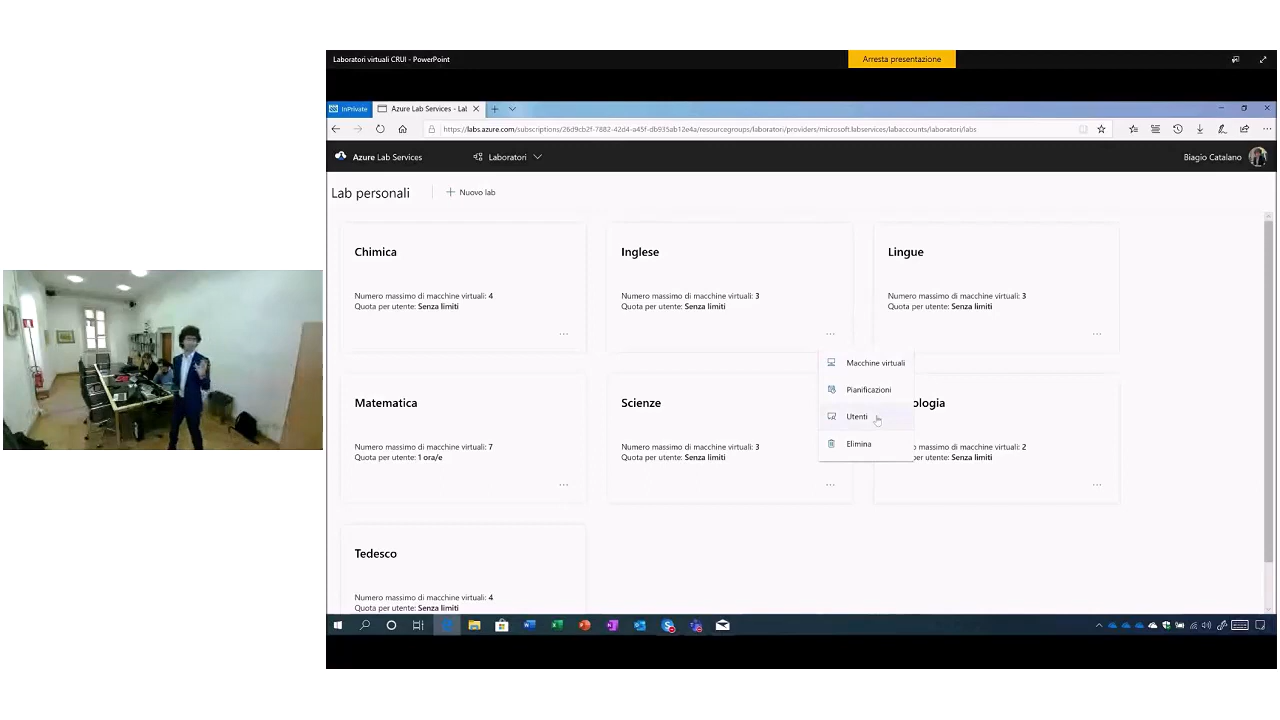 Laboratori virtuali CRUI - PowerPoint
Arresta presentazione
InPrivate
Azure Lab Services - Lal
https://labs.azure.com/subscriptions/26d9cb2f-7882-42d4-a45f-db935ab12e4a/resourcegroups/laboratori/providers/microsoft.labservices/labaccounts/laboratori/labs
Azure Lab Services
Laboratori
Biagio Catalano
Lab personali
Nuovo lab
Chimica
Numero massimo di macchine virtuali: 4
Quota per utente: Senza limiti
Inglese
Numero massimo di macchine virtuali: 3
Quota per utente: Senza limiti
Lingue
Numero massimo di macchine virtuali: 3
Quota per utente: Senza limiti
Macchine virtuali
Pianificazioni
Utenti
Elimina
Matematica
Numero massimo di macchine virtuali: 7
Quota per utente: 1 ora/e
Scienze
Numero massimo di macchine virtuali: 3
Quota per utente: Senza limiti
ologia
o di macchine virtuali: 2
Quota per utente: Senza limiti
Tedesco
Numero massimo di macchine virtuali: 4
Quota per utente: Senza limiti